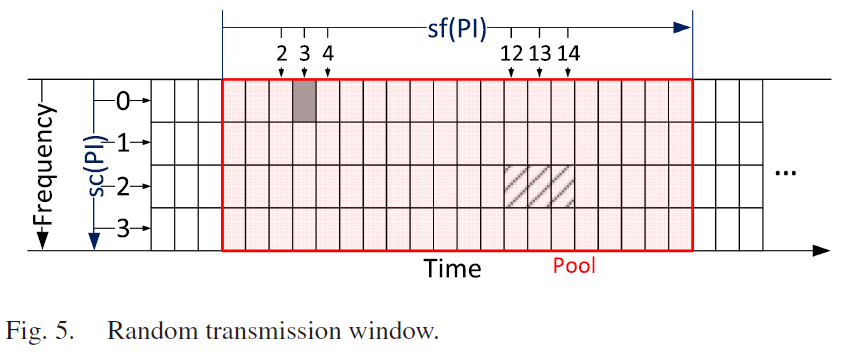 sf(PI)
2 3 4 12 13 14
Frequency
sc(PI)
0
1
2
3
...
Time
Pool
Fig. 5. Random transmission window.